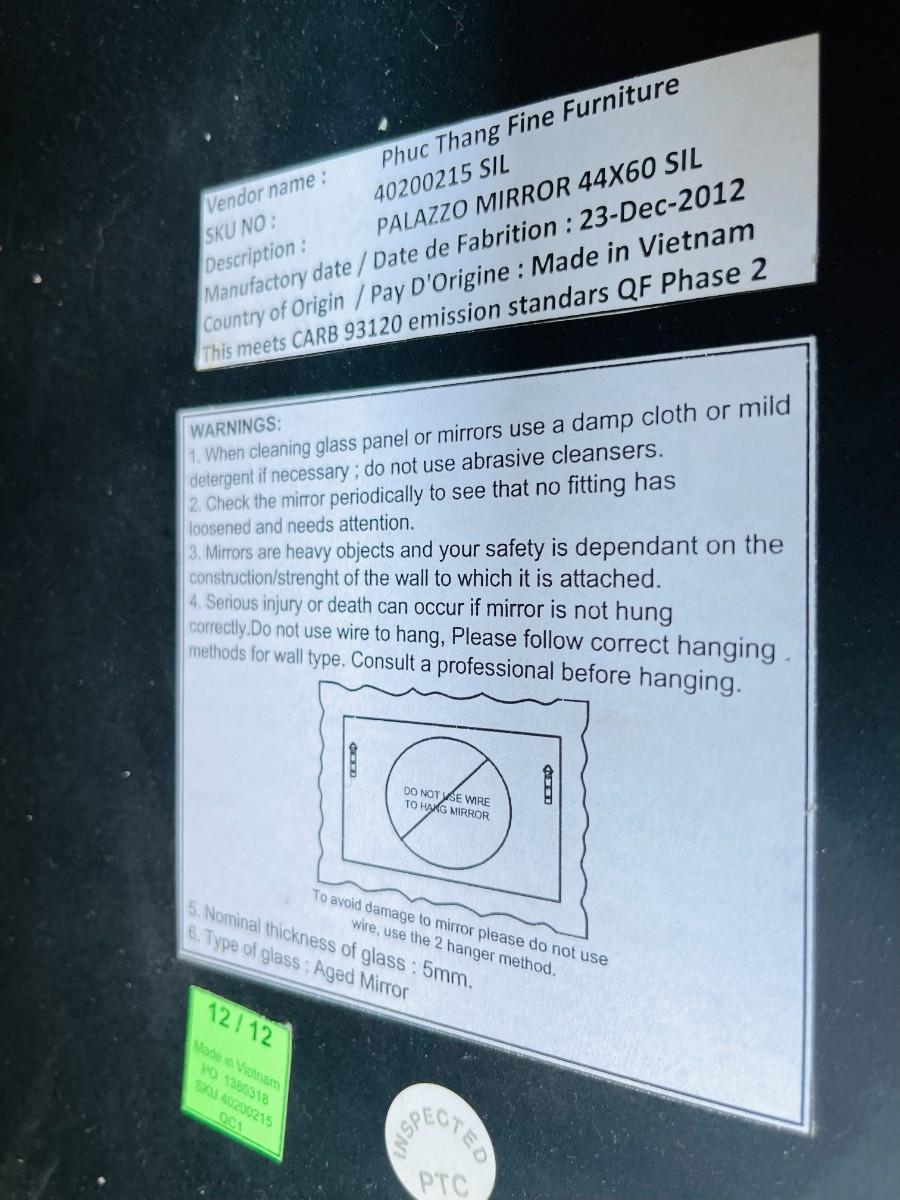 Vendor name : Phuc Thang Fine Furniture
SKU NO : 40200215 SIL
Description : PALAZZO MIRROR 44X60 SIL
Manufactory date / Date de Fabrition : 23-Dec-2012
Country of Origin / Pay D'Origine : Made in Vietnam
This meets CARB 93120 emission standars QF Phase 2
WARNINGS:
1. When cleaning glass panel or mirrors use a damp cloth or mild
detergent if necessary ; do not use abrasive cleansers.
2. Check the mirror periodically to see that no fitting has
loosened and needs attention.
3. Mirrors are heavy objects and your safety is dependant on the
construction/strenght of the wall to which it is attached.
4. Serious injury or death can occur if mirror is not hung
correctly.Do not use wire to hang, Please follow correct hanging .
methods for wall type. Consult a professional before hanging.
DO NOT USE WIRE
TO HANG MIRROR
To avoid damage to mirror please do not use
wire, use the 2 hanger method.
5. Nominal thickness of glass : 5mm.
6. Type of glass : Aged Mirror
12/12
Made in Vietnam
PO 1386318
SKU 40200215
QC1
INSPECTED
PTC